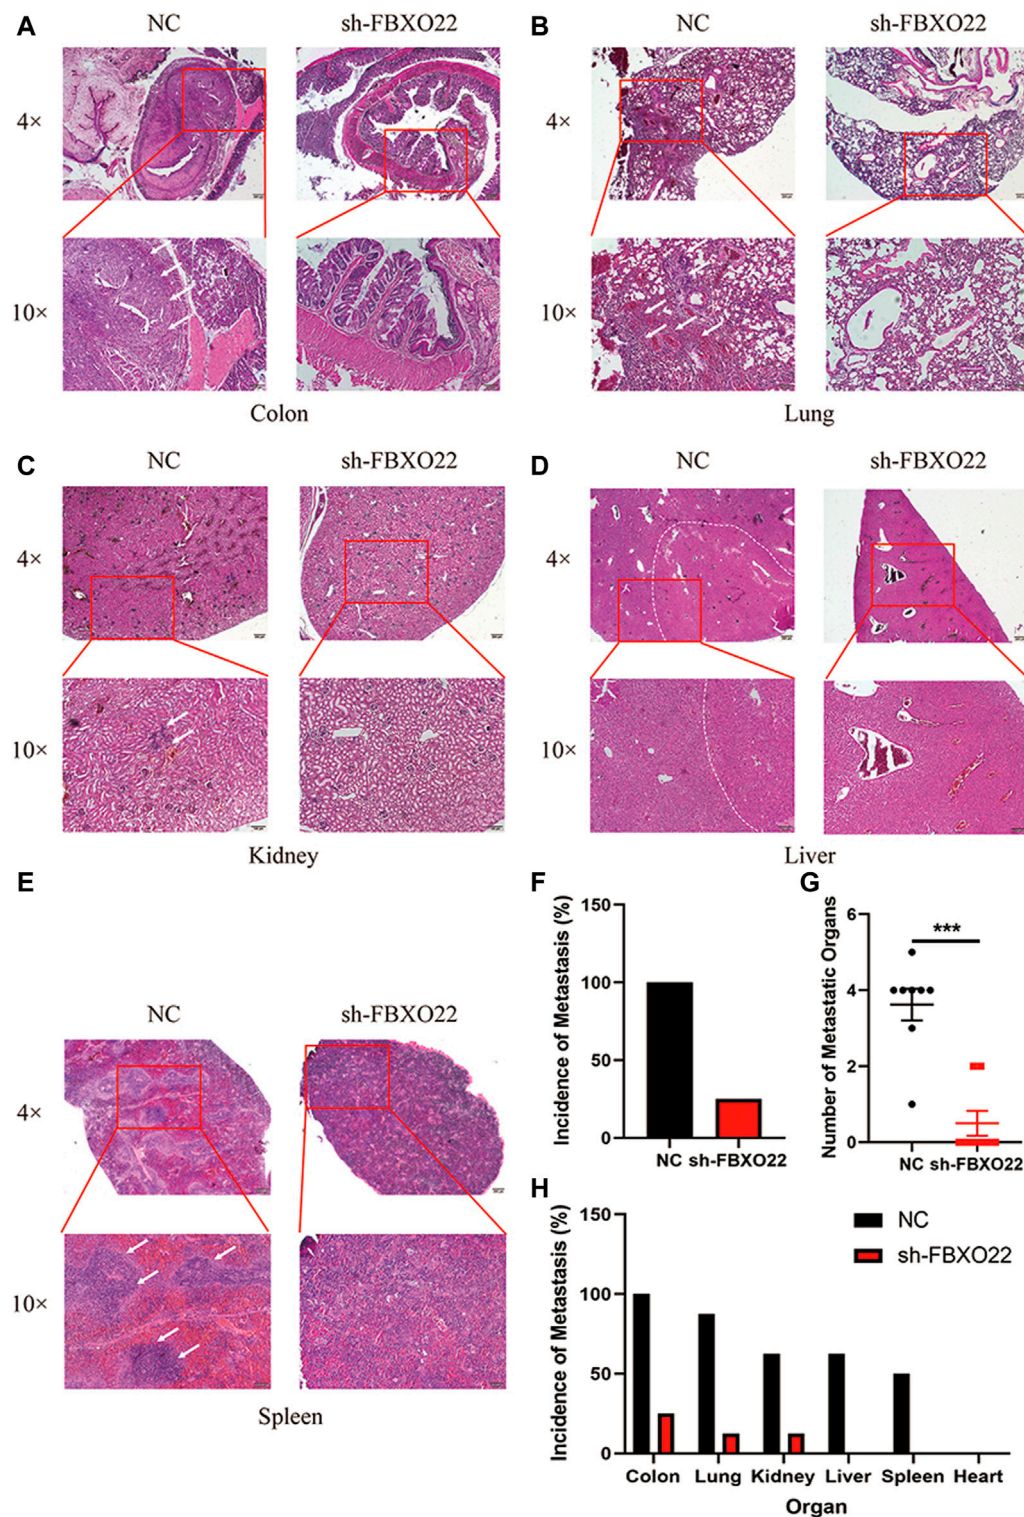 A NC sh-FBXO22 B NC sh-FBXO22
4× 4×
10× 10×
Colon Lung
C NC sh-FBXO22 D NC sh-FBXO22
4× 4×
10× 10×
Kidney Liver
E NC sh-FBXO22
4×
10×
Spleen
F
Incidence of Metastasis (%)
150
100
50
0
NC sh-FBXO22
G
Number of Metastatic Organs
6
4
2
0
***
NC sh-FBXO22
H
Incidence of Metastasis (%)
150
100
50
0
NC
sh-FBXO22
Colon Lung Kidney Liver Spleen Heart
Organ